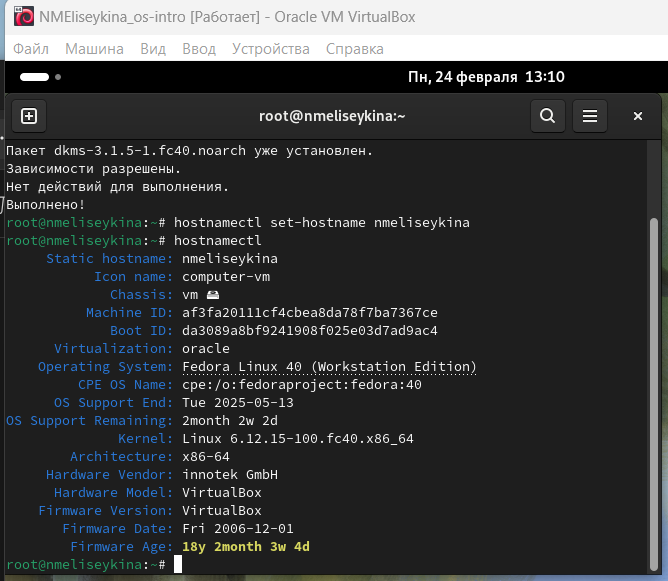 NMEliseykina_os-intro [Работает] - Oracle VM VirtualBox
Файл Машина Вид Ввод Устройства Справка
Пн, 24 февраля 13:10
root@nmeliseykina:~
Пакет dkms-3.1.5-1.fc40.noarch уже установлен.
Зависимости разрешены.
Нет действий для выполнения.
Выполнено!
root@nmeliseykina:~# hostnamectl set-hostname nmeliseykina
root@nmeliseykina:~# hostnamectl
Static hostname: nmeliseykina
Icon name: computer-vm
Chassis: vm 🖴
Machine ID: af3fa20111cf4cbea8da78f7ba7367ce
Boot ID: da3089a8bf9241908f025e03d7ad9ac4
Virtualization: oracle
Operating System: Fedora Linux 40 (Workstation Edition)
CPE OS Name: cpe:/o:fedoraproject:fedora:40
OS Support End: Tue 2025-05-13
OS Support Remaining: 2month 2w 2d
Kernel: Linux 6.12.15-100.fc40.x86_64
Architecture: x86-64
Hardware Vendor: innotek GmbH
Hardware Model: VirtualBox
Firmware Version: VirtualBox
Firmware Date: Fri 2006-12-01
Firmware Age: 18y 2month 3w 4d
root@nmeliseykina:~#